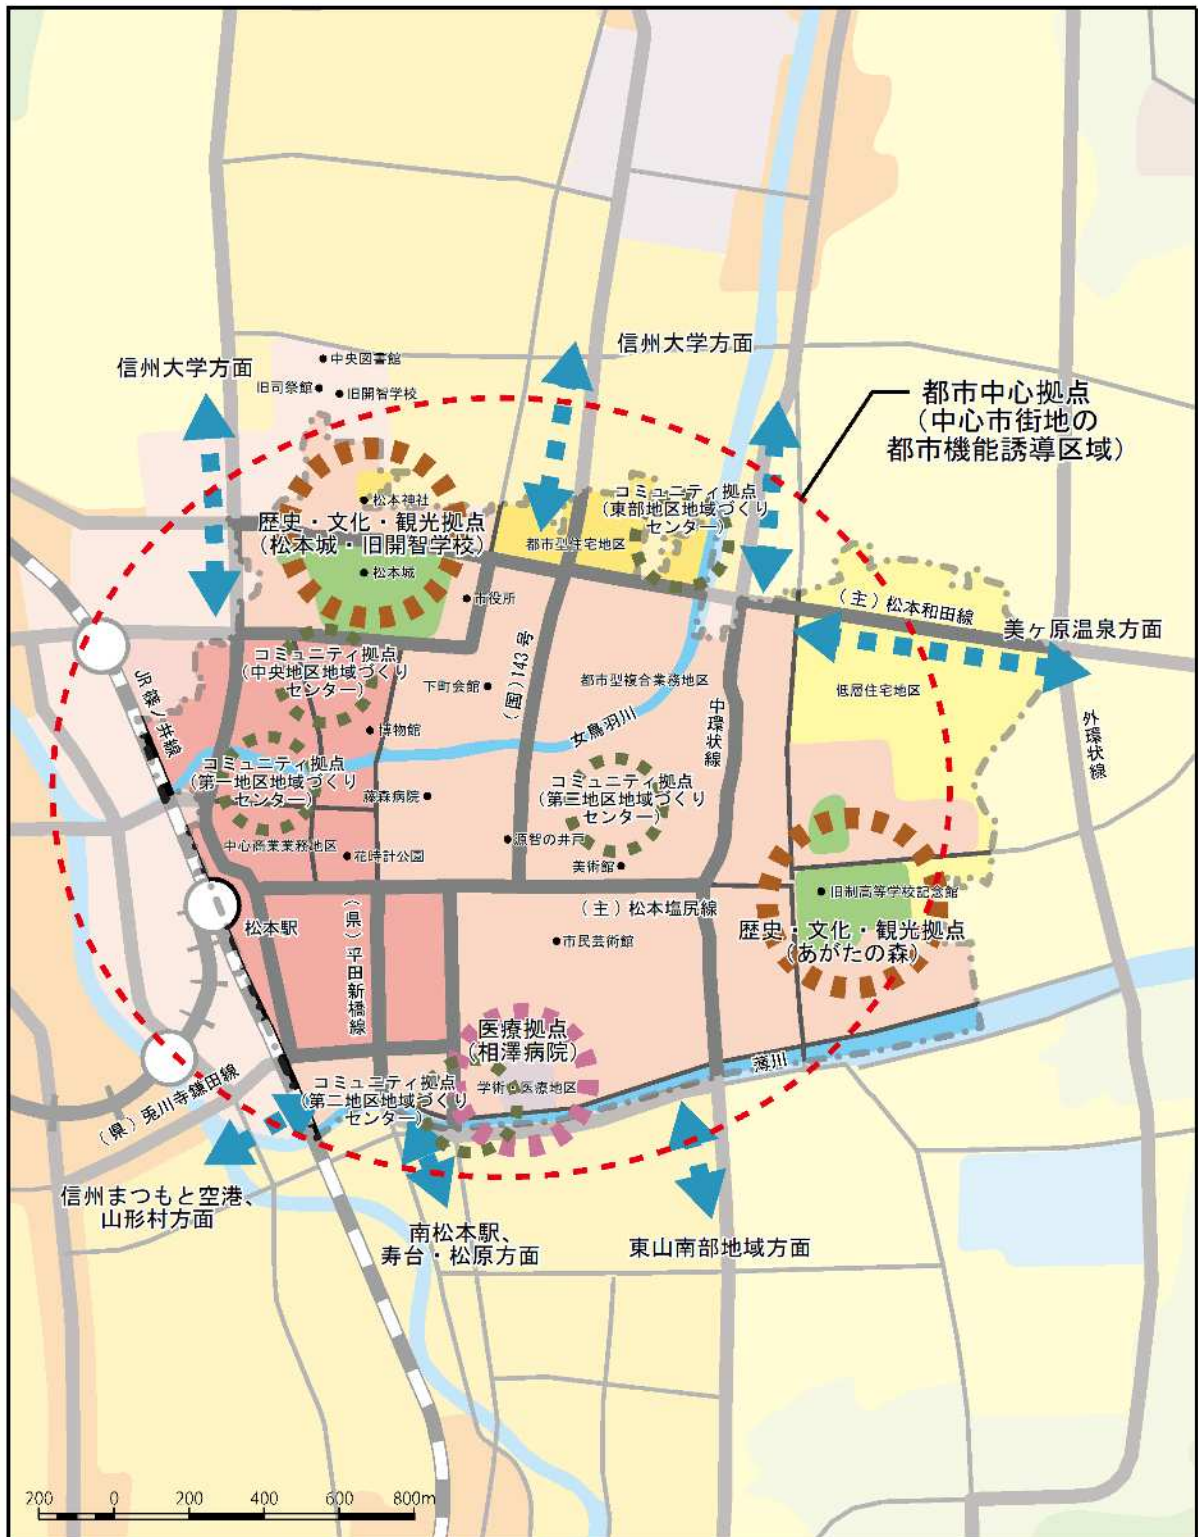 信州大学方面
信州大学方面
中央図書館
旧司祭館
旧開智学校
都市中心拠点
(中心市街地の
都市機能誘導区域)
松本神社
歴史・文化・観光拠点
(松本城・旧開智学校)
松本城
市役所
都市型住宅地区
コミュニティ拠点
(東部地区地域づくり
センター)
(主)松本和田線
美ヶ原温泉方面
低層住宅地区
外環状線
JR篠ノ井線
コミュニティ拠点
(中央地区地域づくり
センター)
下町会館
(国)143号
都市型複合業務地区
中環状線
女鳥羽川
博物館
コミュニティ拠点
(第一地区地域づくり
センター)
藤森病院
コミュニティ拠点
(第三地区地域づくり
センター)
中心商業業務地区
花時計公園
源智の井戸
美術館
旧制高等学校記念館
歴史・文化・観光拠点
(あがたの森)
松本駅
(県)平田新橋線
(主)松本塩尻線
市民芸術館
医療拠点
(相澤病院)
学術・医療地区
薄川
コミュニティ拠点
(第二地区地域づくり
センター)
(県)兎川寺鎌田線
信州まつもと空港、
山形村方面
南松本駅、
寿台・松原方面
東山南部地域方面
200 0 200 400 600 800m